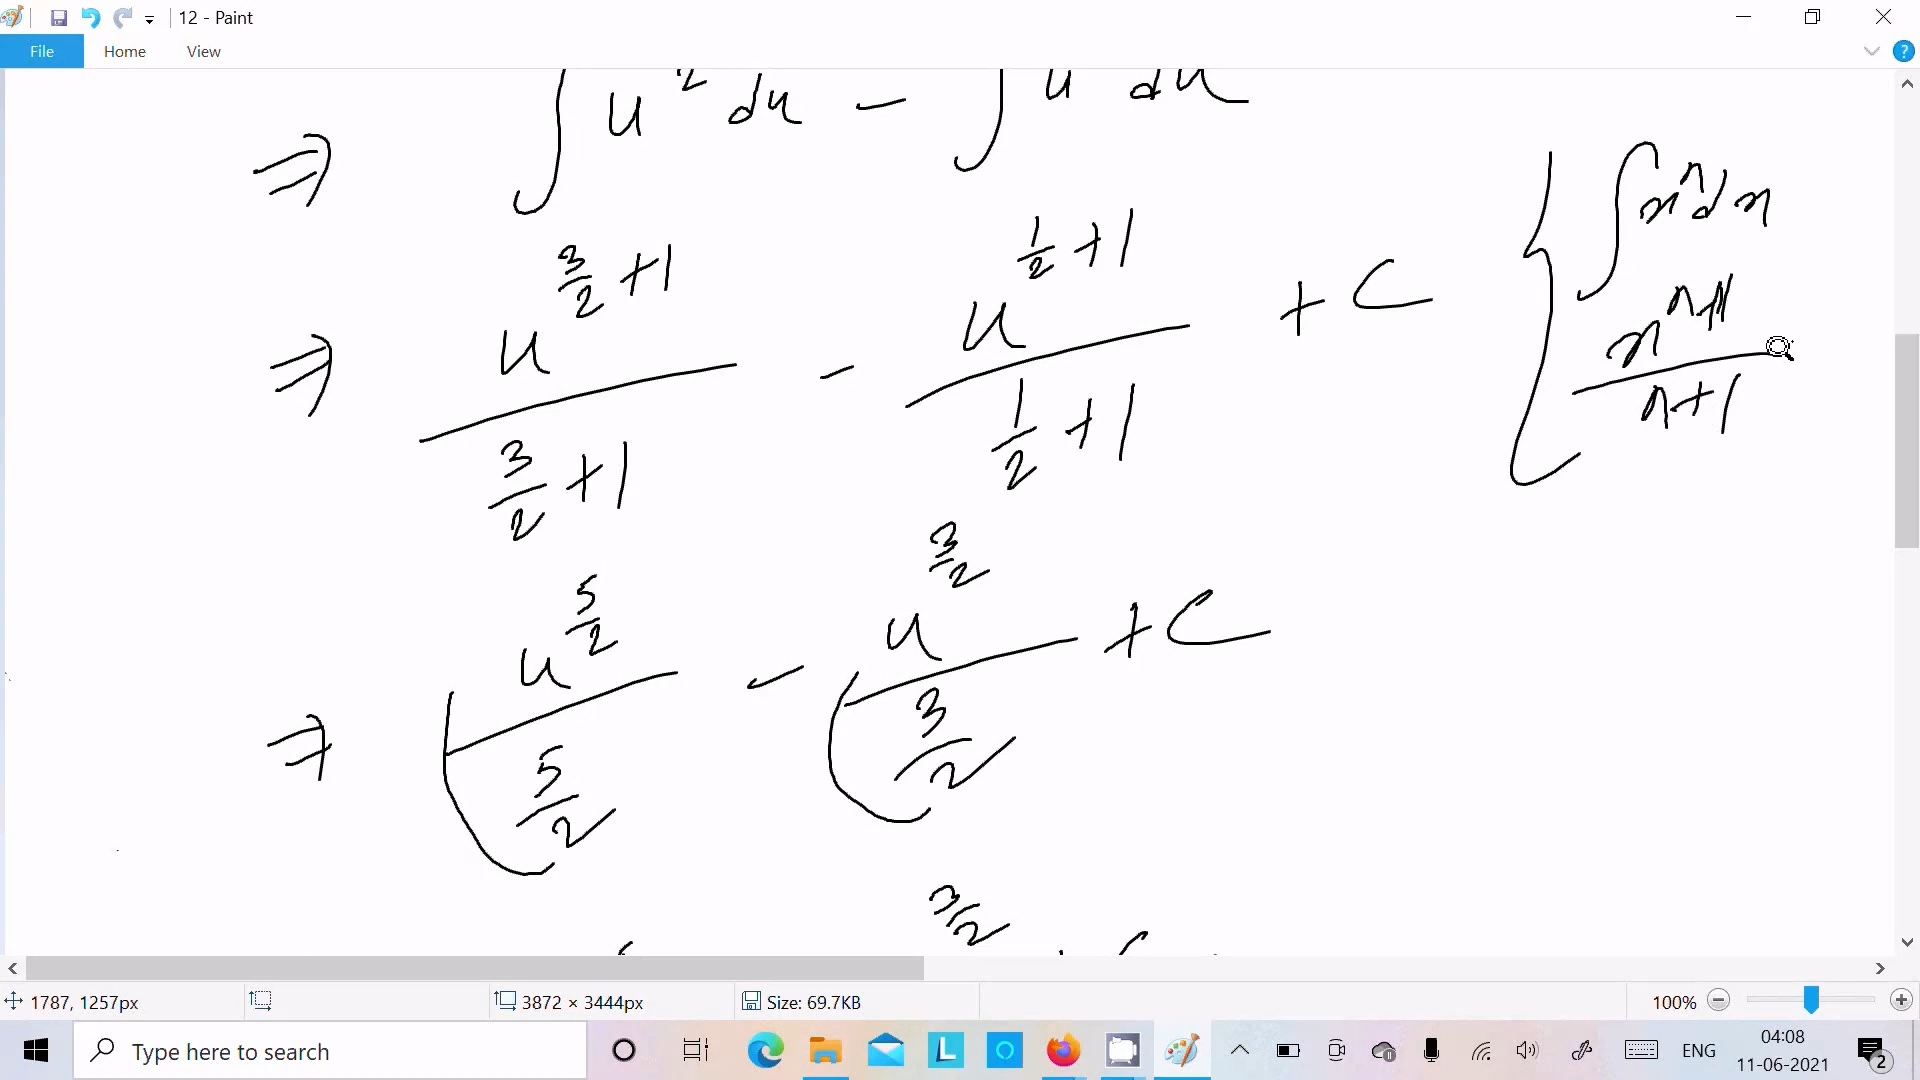 12 - Paint
File Home View
⇒ ∫ u^2 du - ∫ u du
⇒ u^(3/2 + 1) / (3/2 + 1) - u^(1/2 + 1) / (1/2 + 1) + C
∫ x^n dx
x^(n+1) / (n+1)
⇒ u^(5/2) / (5/2) - u^(3/2) / (3/2) + C
3/2
1787, 1257px 3872 × 3444px Size: 69.7KB 100%
Type here to search
L
ENG
04:08
11-06-2021
2